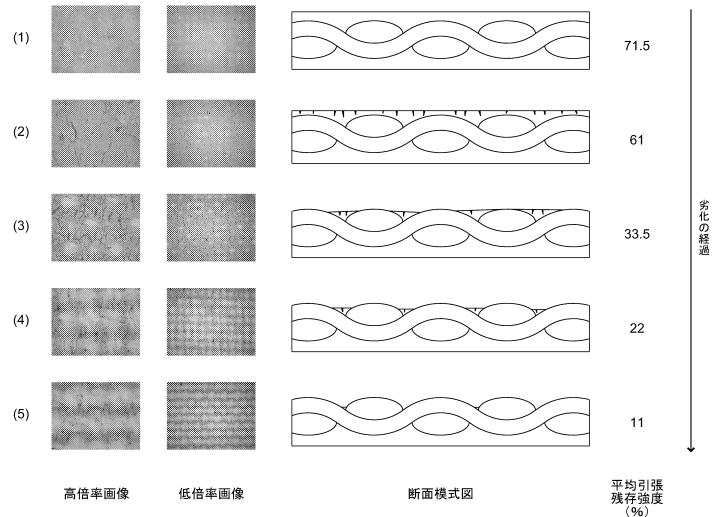 (1)
71.5
(2)
61
(3)
33.5
(4)
22
(5)
11
劣化の経過
高倍率画像
低倍率画像
断面模式図
平均引張
残存強度
(%)